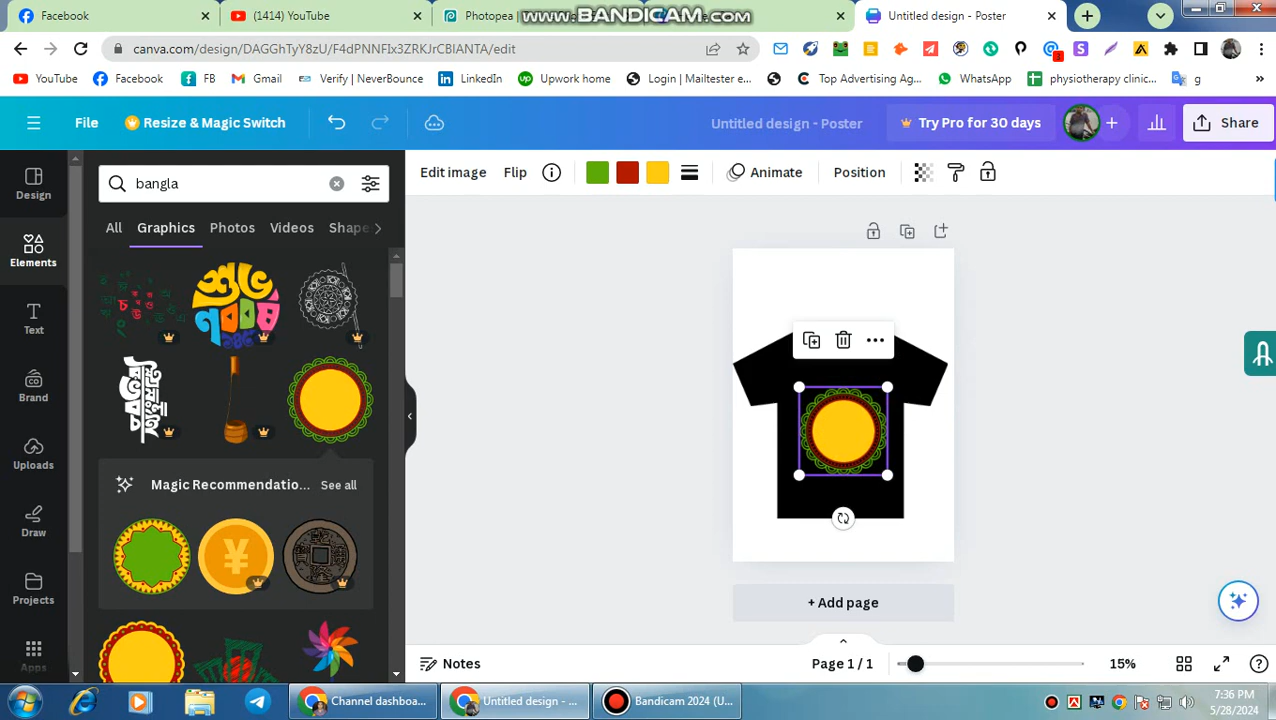 Facebook
(1414) YouTube
Photopea
WWW.BANDICAM.COM
Untitled design - Poster
canva.com/design/DAGGhTyY8zU/F4dPNNFIx3ZRKJrCBlANTA/edit
YouTube
Facebook
FB
Gmail
Verify | NeverBounce
LinkedIn
Upwork home
Login | Mailtester e...
Top Advertising Ag...
WhatsApp
physiotherapy clinic...
g
»
File
Resize & Magic Switch
Untitled design - Poster
Try Pro for 30 days
Share
Design
Elements
Text
Brand
Uploads
Draw
Projects
Apps
bangla
All
Graphics
Photos
Videos
Shape
শুভ
নববর্ষ
Magic Recommendatio...
See all
¥
Edit image
Flip
Animate
Position
+ Add page
Notes
Page 1 / 1
15%
Channel dashboa...
Untitled design - ...
Bandicam 2024 (U...
7:36 PM
5/28/2024